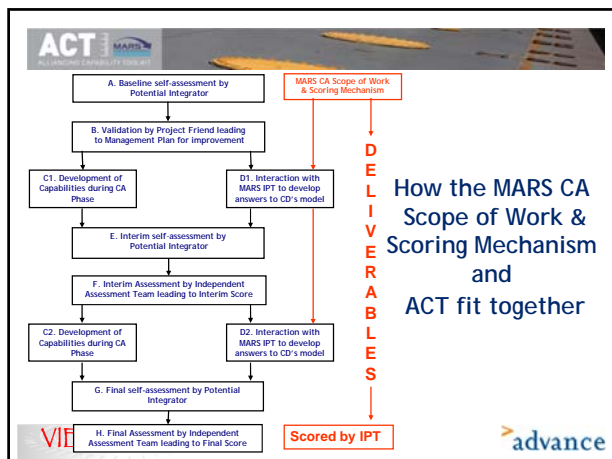 ACT
MARS
ALLIANCING CAPABILITY TOOLKIT
A. Baseline self-assessment by
Potential Integrator
MARS CA Scope of Work
& Scoring Mechanism
B. Validation by Project Friend leading
to Management Plan for improvement
C1. Development of
Capabilities during CA
Phase
D1. Interaction with
MARS IPT to develop
answers to CD's model
E. Interim self-assessment by
Potential Integrator
F. Interim Assessment by Independent
Assessment Team leading to Interim Score
C2. Development of
Capabilities during CA
Phase
D2. Interaction with
MARS IPT to develop
answers to CD's model
G. Final self-assessment by Potential
Integrator
H. Final Assessment by Independent
Assessment Team leading to Final Score
D
E
L
I
V
E
R
A
B
L
E
S
Scored by IPT
How the MARS CA
Scope of Work &
Scoring Mechanism
and
ACT fit together
advance